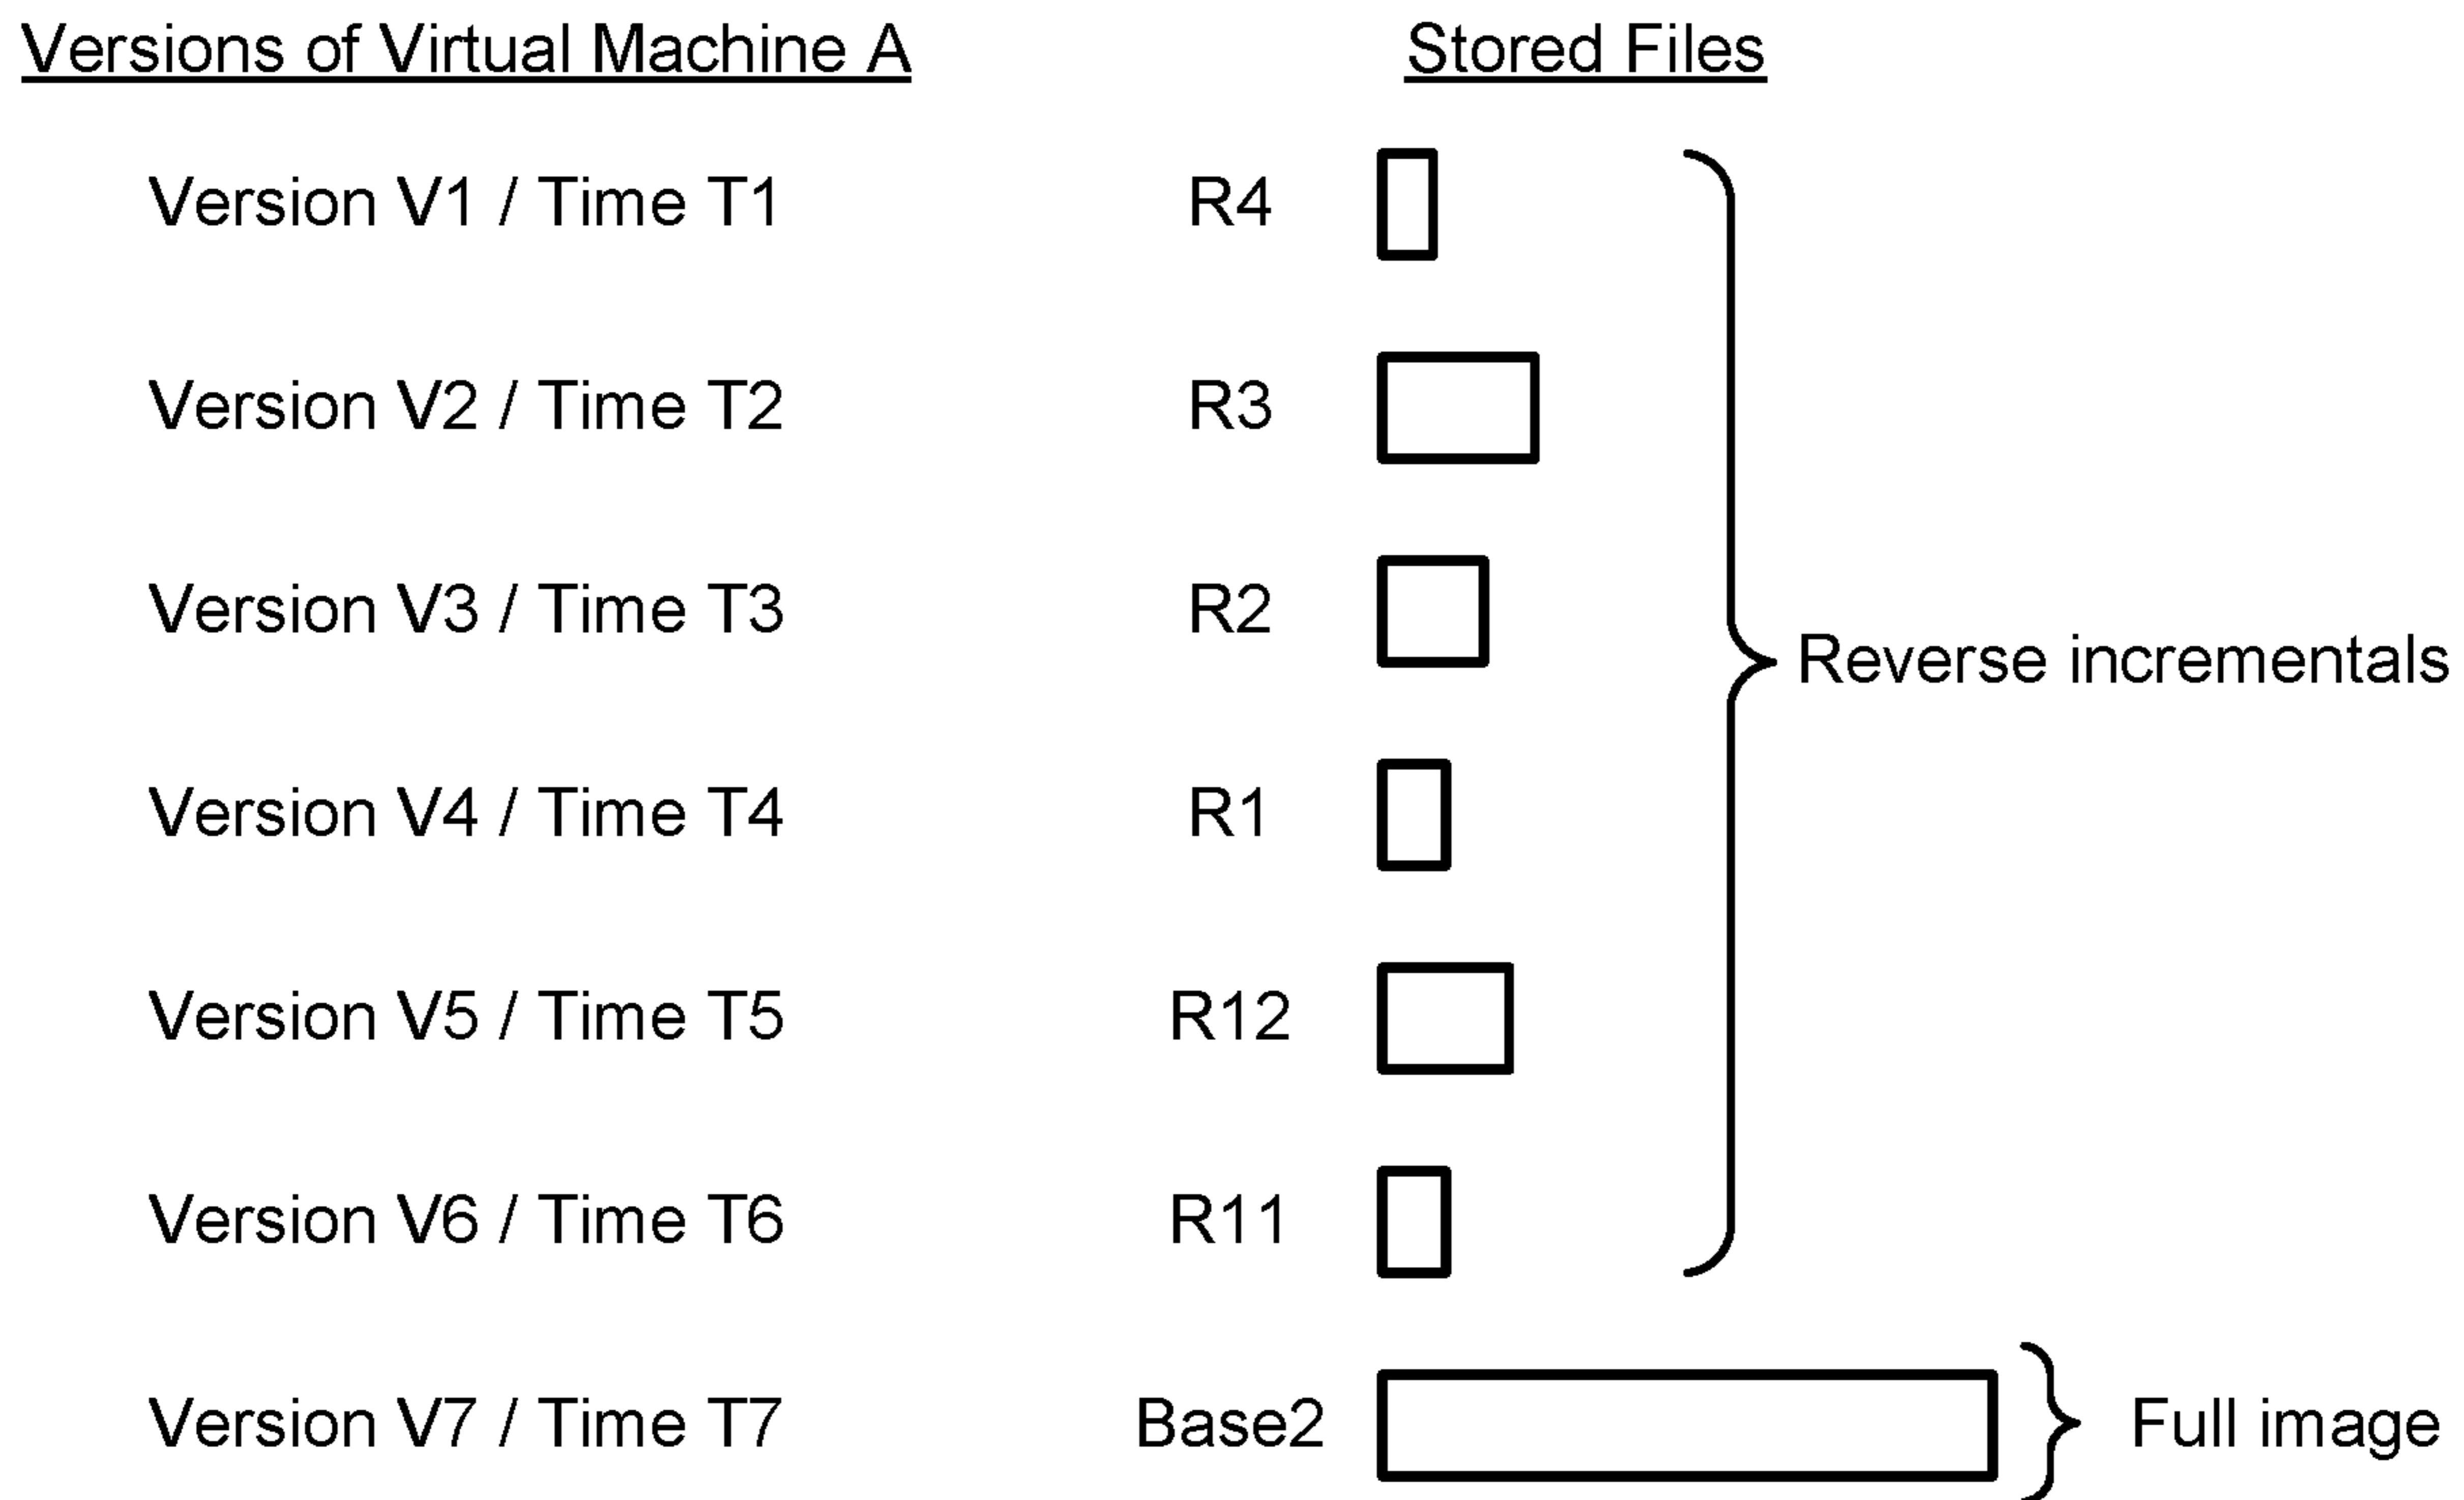 Versions of Virtual Machine A    Stored Files
Version V1 / Time T1    R4
Version V2 / Time T2    R3
Version V3 / Time T3    R2
Reverse incrementals
Version V4 / Time T4    R1
Version V5 / Time T5    R12
Version V6 / Time T6    R11
Version V7 / Time T7    Base2    Full image